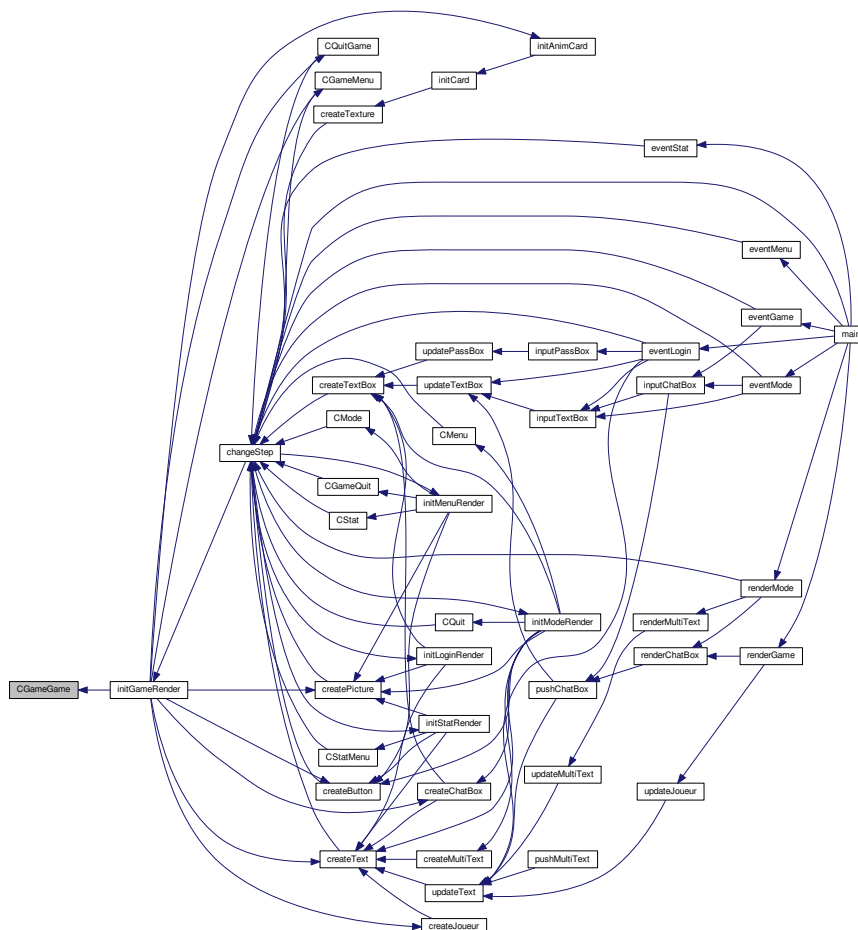 CQuitGame
initAnimCard
CGameMenu
initCard
createTexture
eventStat
eventMenu
eventGame
main
updatePassBox
inputPassBox
eventLogin
createTextBox
updateTextBox
inputChatBox
eventMode
CMode
inputTextBox
CMenu
changeStep
CGameQuit
initMenuRender
CStat
renderMode
CQuit
initModeRender
renderMultiText
initLoginRender
renderChatBox
renderGame
CGameGame
initGameRender
createPicture
pushChatBox
initStatRender
CStatMenu
updateMultiText
createButton
createChatBox
updateJoueur
createText
createMultiText
pushMultiText
updateText
createJoueur